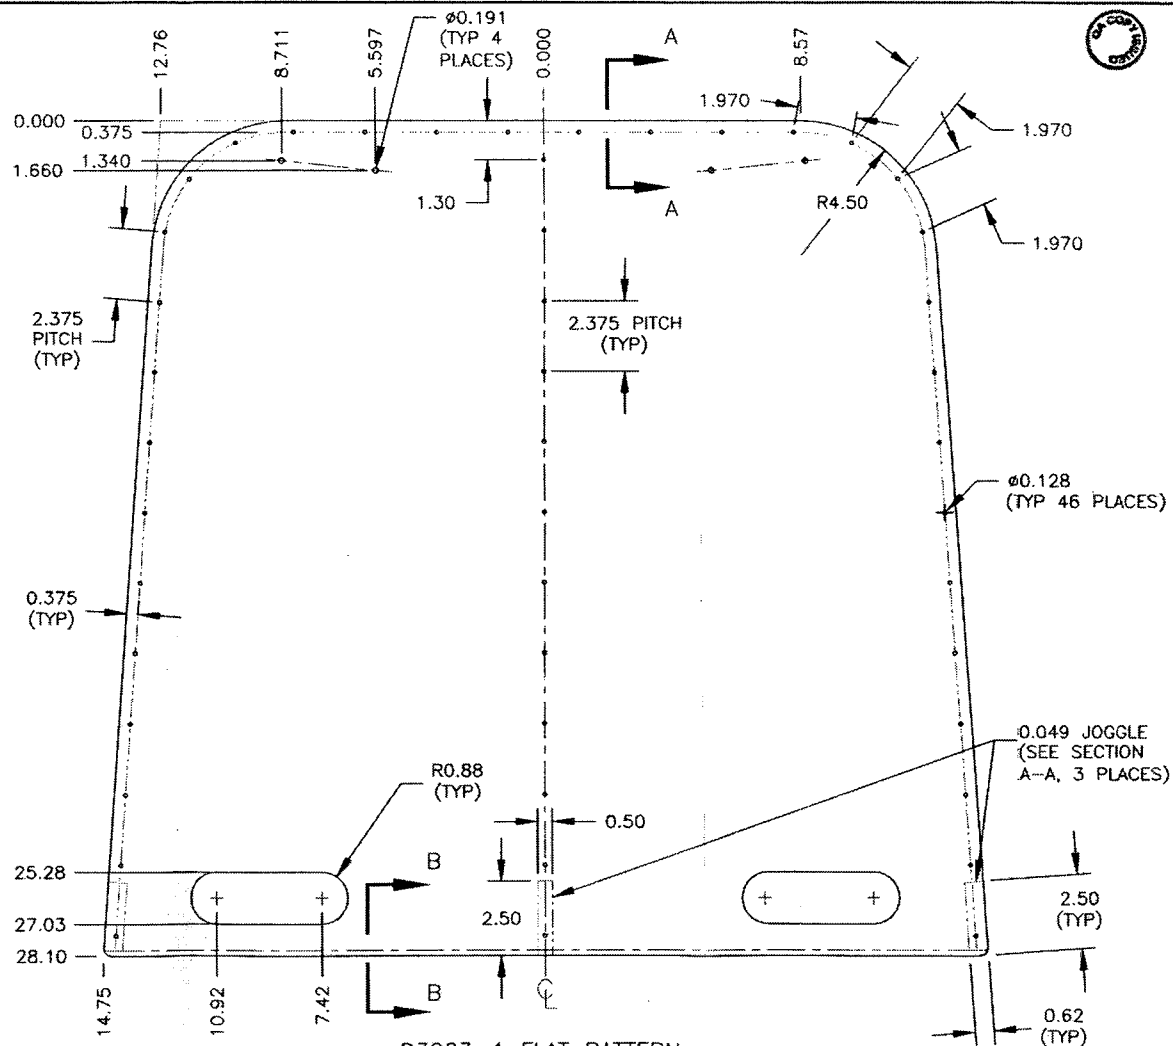 12.76
8.711
ø0.191
(TYP 4
PLACES)
5.597
0.000
A
8.57
1.970
1.970
0.000
0.375
1.340
1.660
1.30
A
R4.50
1.970
2.375
PITCH
(TYP)
2.375 PITCH
(TYP)
ø0.128
(TYP 46 PLACES)
0.375
(TYP)
0.049 JOGGLE
(SEE SECTION
A-A, 3 PLACES)
R0.88
(TYP)
0.50
25.28
B
2.50
2.50
(TYP)
27.03
28.10
14.75
10.92
7.42
B
CL
0.62
(TYP)